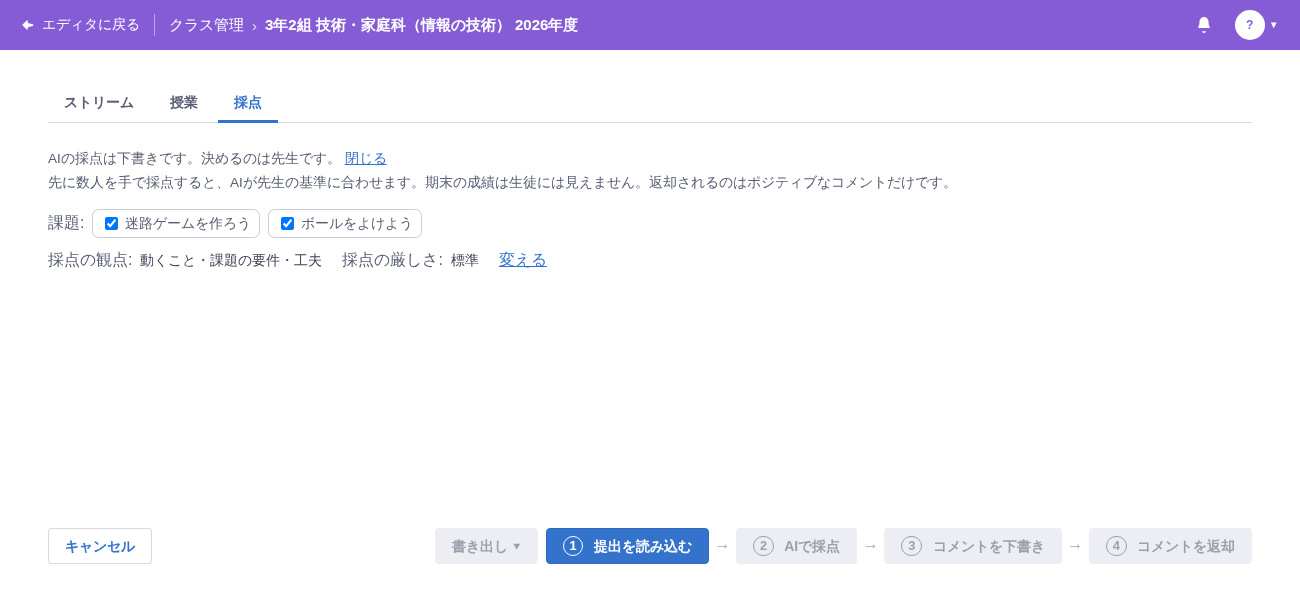 エディタに戻る クラス管理 › 3年2組 技術・家庭科（情報の技術） 2026年度 ? ▾
ストリーム 授業 採点
AIの採点は下書きです。決めるのは先生です。 閉じる
先に数人を手で採点すると、AIが先生の基準に合わせます。期末の成績は生徒には見えません。返却されるのはポジティブなコメントだけです。
課題: 迷路ゲームを作ろう ボールをよけよう
採点の観点: 動くこと・課題の要件・工夫 採点の厳しさ: 標準 変える
キャンセル 書き出し ▾ 1 提出を読み込む → 2 AIで採点 → 3 コメントを下書き → 4 コメントを返却